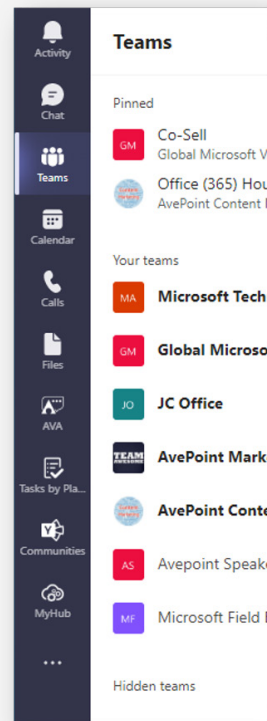 Activity
Chat
Teams
Calendar
Calls
Files
AVA
Tasks by Pla...
Communities
MyHub
...
Teams
Pinned
GM
Co-Sell
Global Microsoft V
Office (365) Hou
AvePoint Content
Your teams
MA
Microsoft Tech
GM
Global Microso
JO
JC Office
TEAM
AWESOME
AvePoint Mark
AvePoint Conte
AS
Avepoint Speake
MF
Microsoft Field
Hidden teams